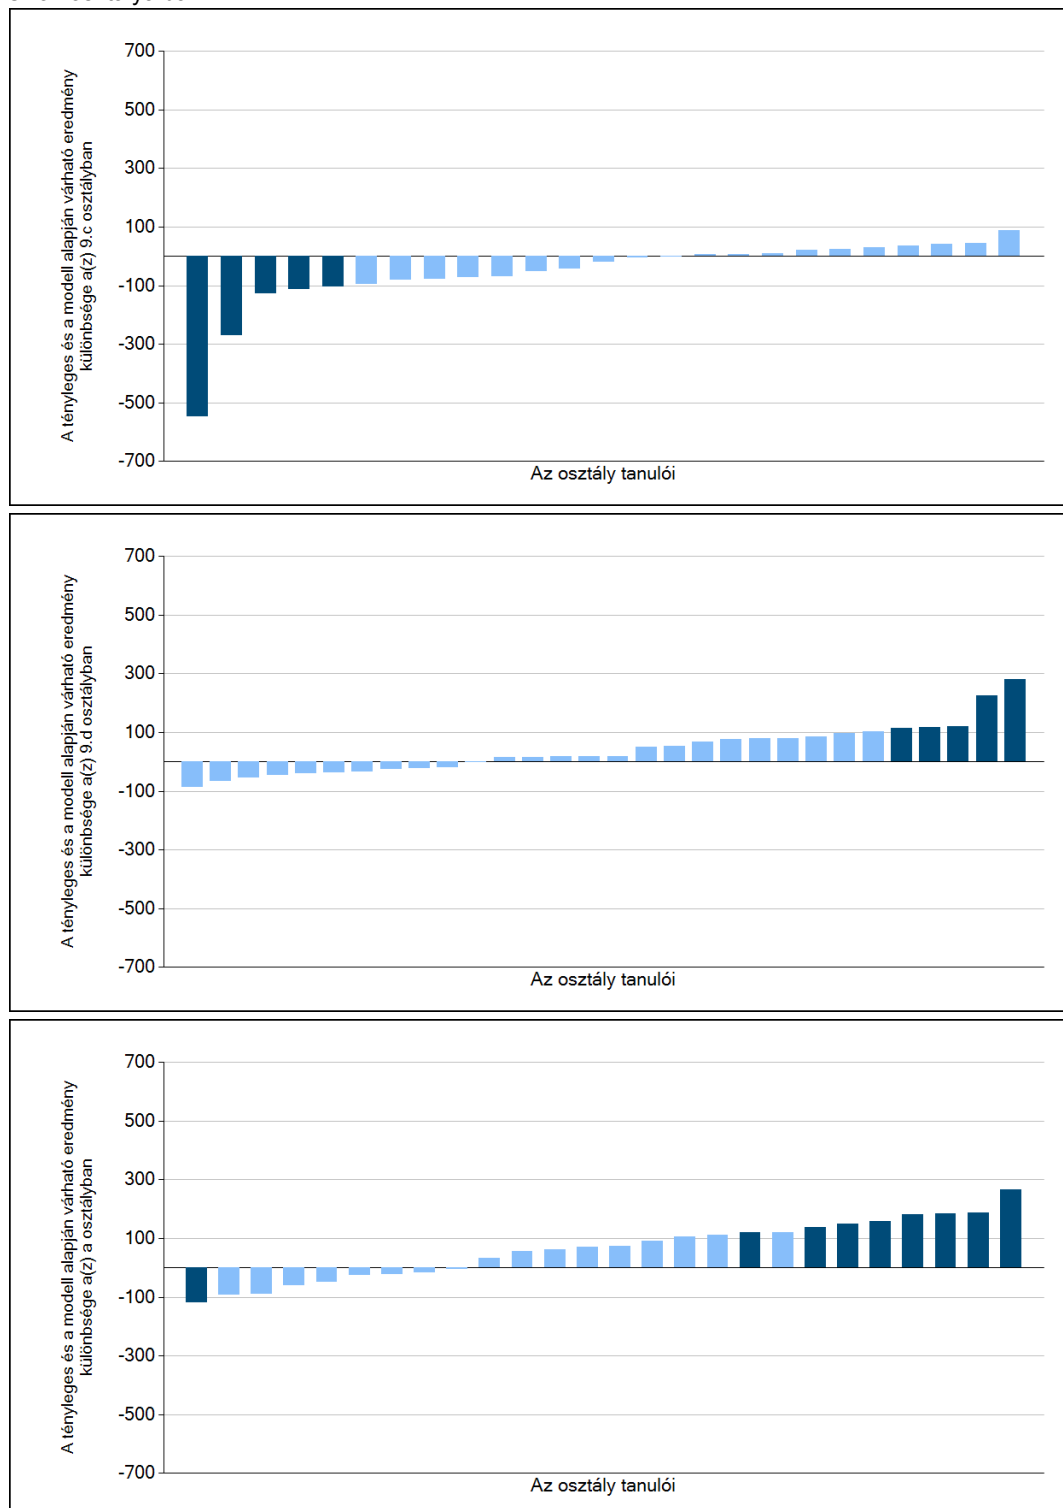 700
500
300
100
-100
-300
-500
-700
A tényleges és a modell alapján várható eredmény
különbsége a(z) 9.c osztályban
Az osztály tanulói
700
500
300
100
-100
-300
-500
-700
A tényleges és a modell alapján várható eredmény
különbsége a(z) 9.d osztályban
Az osztály tanulói
700
500
300
100
-100
-300
-500
-700
A tényleges és a modell alapján várható eredmény
különbsége a(z) a osztályban
Az osztály tanulói